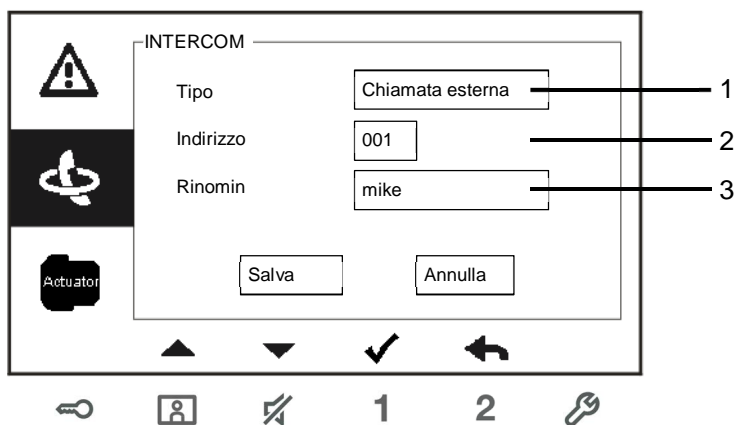 INTERCOM
Tipo Chiamata esterna 1
Indirizzo 001 2
Rinomin mike 3
Actuator
Salva Annulla
1 2